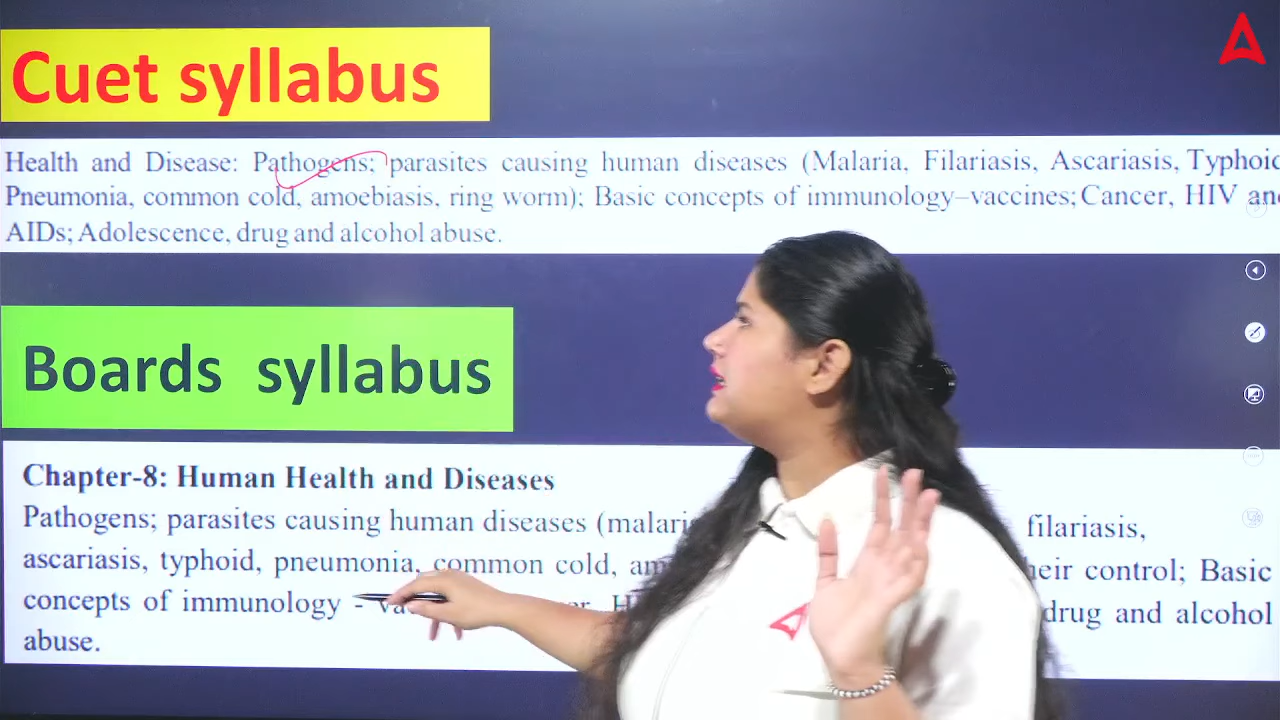 Cuet syllabus
Health and Disease: Pathogens; parasites causing human diseases (Malaria, Filariasis, Ascariasis, Typhoid
Pneumonia, common cold, amoebiasis, ring worm); Basic concepts of immunology–vaccines; Cancer, HIV and
AIDs; Adolescence, drug and alcohol abuse.
Boards syllabus
Chapter-8: Human Health and Diseases
Pathogens; parasites causing human diseases (malaria filariasis,
ascariasis, typhoid, pneumonia, common cold, their control; Basic
concepts of immunology - drug and alcohol
abuse.